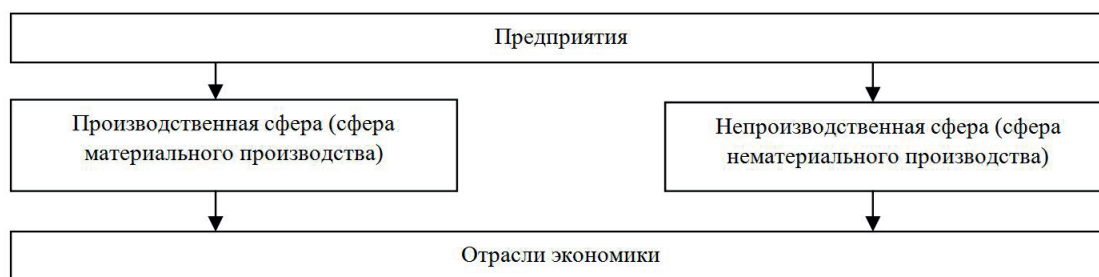 Предприятия
Производственная сфера (сфера
материального производства)
Непроизводственная сфера (сфера
нематериального производства)
Отрасли экономики